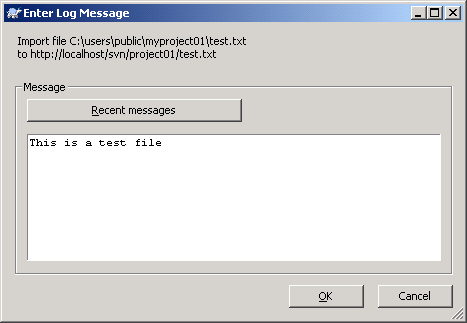 Enter Log Message
Import file C:\users\public\myproject01\test.txt
to http://localhost/svn/project01/test.txt
Message
Recent messages
This is a test file
OK
Cancel